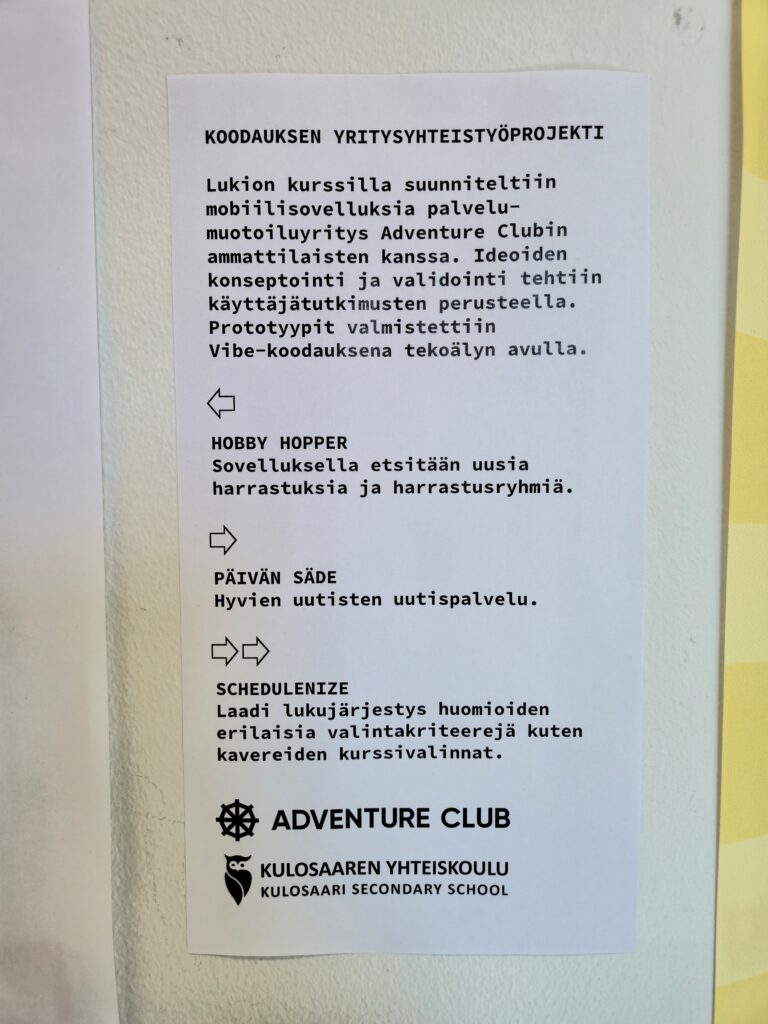 KOODAUKSEN YRITYSYHTEISTYÖPROJEKTI
Lukion kurssilla suunniteltiin
mobiilisovelluksia palvelu-
muotoiluyritys Adventure Clubin
ammattilaisten kanssa. Ideoiden
konseptointi ja validointi tehtiin
käyttäjätutkimusten perusteella.
Prototyypit valmistettiin
Vibe-koodauksena tekoälyn avulla.
HOBBY HOPPER
Sovelluksella etsitään uusia
harrastuksia ja harrastusryhmiä.
PÄIVÄN SÄDE
Hyvien uutisten uutispalvelu.
SCHEDULENIZE
Laadi lukujärjestys huomioiden
erilaisia valintakriteerejä kuten
kavereiden kurssivalinnat.
ADVENTURE CLUB
KULOSAAREN YHTEISKOULU
KULOSAARI SECONDARY SCHOOL